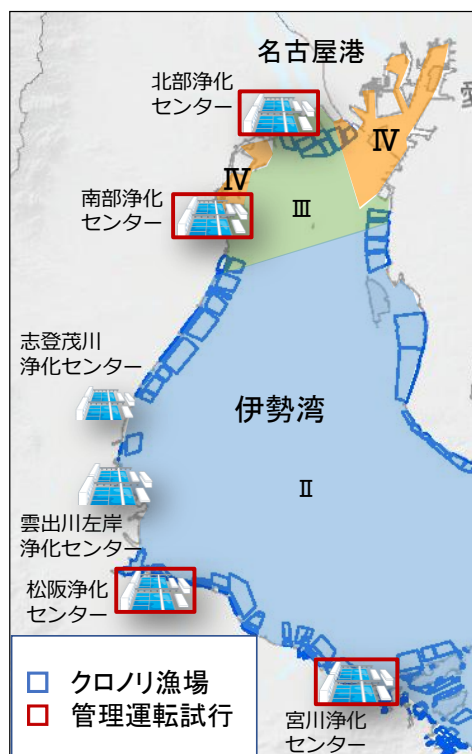 名古屋港
北部浄化
センター
愛
Ⅳ
Ⅳ
南部浄化
センター
Ⅲ
志登茂川
浄化センター
伊勢湾
Ⅱ
雲出川左岸
浄化センター
松阪浄化
センター
クロノリ漁場
管理運転試行
宮川浄化
センター